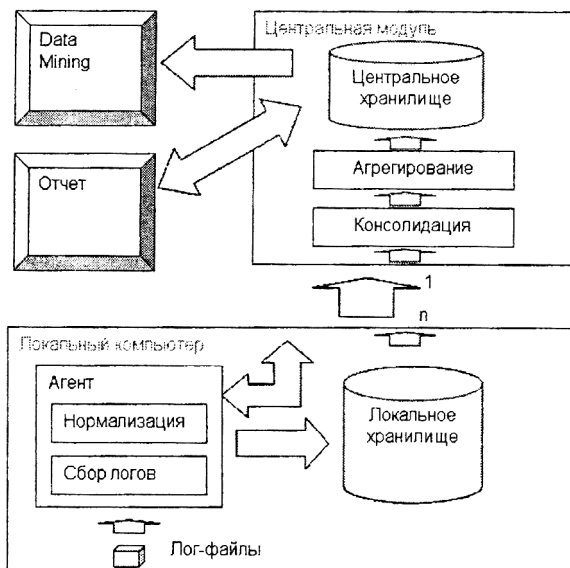 Data
Mining
Отчет
Центральная модуль
Центральное
хранилище
Агрегирование
Консолидация
1
n
Локальный компьютер
Агент
Нормализация
Сбор логов
Локальное
хранилище
Лог-файлы